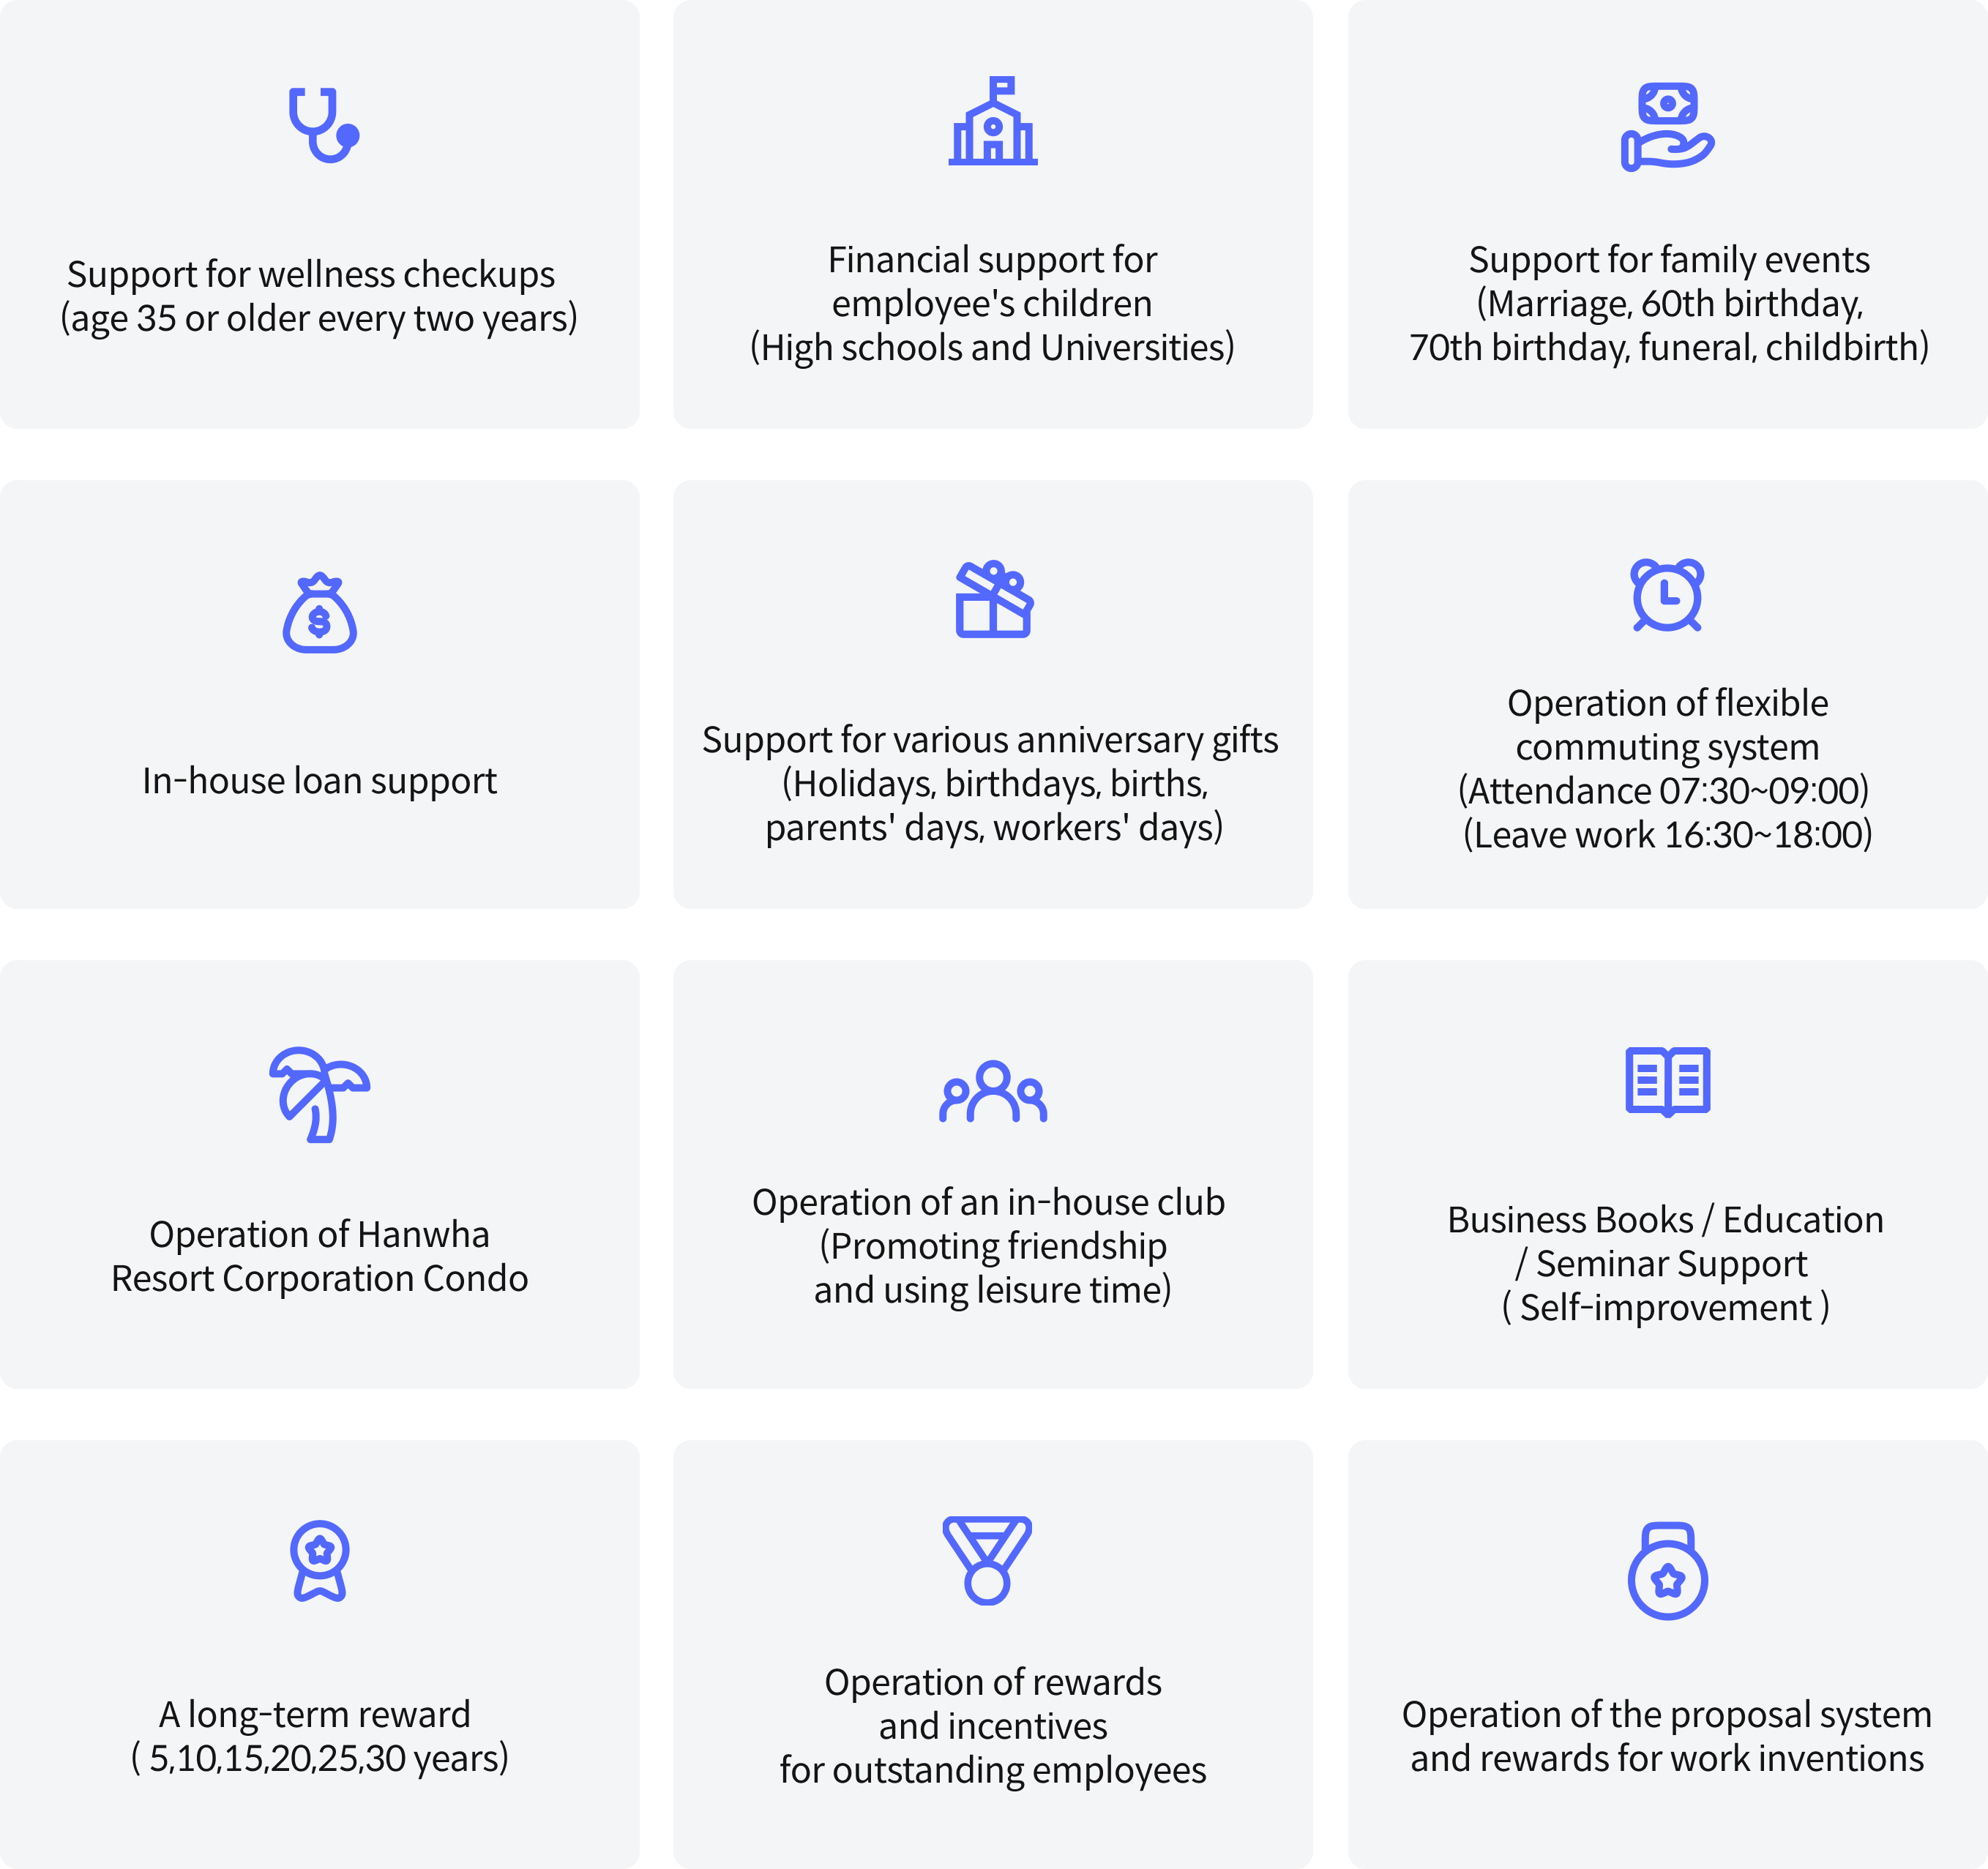 Support for wellness checkups
(age 35 or older every two years)
Financial support for
employee's children
(High schools and Universities)
Support for family events
(Marriage, 60th birthday,
70th birthday, funeral, childbirth)
In-house loan support
Support for various anniversary gifts
(Holidays, birthdays, births,
parents' days, workers' days)
Operation of flexible
commuting system
(Attendance 07:30~09:00)
(Leave work 16:30~18:00)
Operation of Hanwha
Resort Corporation Condo
Operation of an in-house club
(Promoting friendship
and using leisure time)
Business Books / Education
/ Seminar Support
( Self-improvement )
A long-term reward
( 5,10,15,20,25,30 years)
Operation of rewards
and incentives
for outstanding employees
Operation of the proposal system
and rewards for work inventions